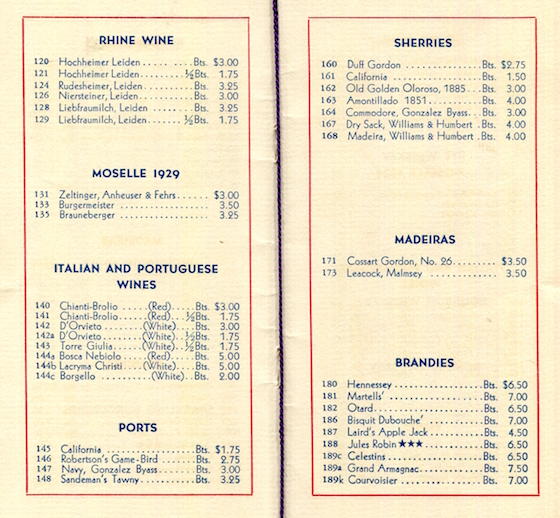 RHINE WINE
120 Hochheimer Leiden . . . . . . . . Bts. $3.00
121 Hochheimer Leiden . . . . . . ½ Bts. 1.75
124 Rudesheimer, Leiden . . . . . . . . Bts. 3.25
126 Niersteiner, Leiden . . . . . . . . Bts. 3.00
128 Liebfraumilch, Leiden . . . . . . . Bts. 3.25
129 Liebfraumilch, Leiden . . . . . ½ Bts. 1.75
MOSELLE 1929
131 Zeltinger, Anheuser & Fehrs . . . . . . $3.00
133 Burgermeister . . . . . . . . . . . . . . . . 3.50
135 Brauneberger . . . . . . . . . . . . . . . . 3.25
ITALIAN AND PORTUGUESE
WINES
140 Chianti-Brolio . . . . . (Red) . . . . Bts. $3.00
141 Chianti-Brolio . . . . . (Red) . . ½ Bts. 1.75
142 D'Orvieto . . . . . . . (White) . . . . Bts. 3.00
142a D'Orvieto . . . . . . . (White) . . ½ Bts. 1.75
143 Torre Giulia . . . . . . (White) . . ½ Bts. 1.75
144a Bosca Nebiolo . . . . . (Red) . . . . Bts. 5.00
144b Lacryma Christi . . . . (White) . . . . Bts. 5.00
144c Borgello . . . . . . . . . . (White) . . Bts. 2.00
PORTS
145 California . . . . . . . . . . . . . . . . . Bts. $1.75
146 Robertson's Game-Bird . . . . . . . Bts. 2.75
147 Navy, Gonzalez Byass . . . . . . . . Bts. 3.00
148 Sandeman's Tawny . . . . . . . . . . Bts. 3.25
SHERRIES
160 Duff Gordon . . . . . . . . . . . . . . Bts. $2.75
161 California . . . . . . . . . . . . . . . . . Bts. 1.50
162 Old Golden Oloroso, 1885 . . . Bts. 3.00
163 Amontillado 1851 . . . . . . . . . . Bts. 4.00
164 Commodore, Gonzalez Byass . . . Bts. 3.00
167 Dry Sack, Williams & Humbert . Bts. 4.00
168 Madeira, Williams & Humbert . Bts. 4.00
MADEIRAS
171 Cossart Gordon, No. 26 . . . . . . . . . $3.50
173 Leacock, Malmsey . . . . . . . . . . . . . 3.50
BRANDIES
180 Hennessey . . . . . . . . . . . . . . . . Bts. $6.50
181 Martells' . . . . . . . . . . . . . . . . . . Bts. 7.00
182 Otard . . . . . . . . . . . . . . . . . . . . Bts. 6.50
186 Bisquit Dubouche' . . . . . . . . . . Bts. 7.00
187 Laird's Apple Jack . . . . . . . . . . Bts. 4.50
188 Jules Robin ★★★ . . . . . . . . . . Bts. 6.50
189c Celestins . . . . . . . . . . . . . . . . . Bts. 6.50
189a Grand Armagnac . . . . . . . . . . . Bts. 7.50
189k Courvoisier . . . . . . . . . . . . . . . Bts. 7.00